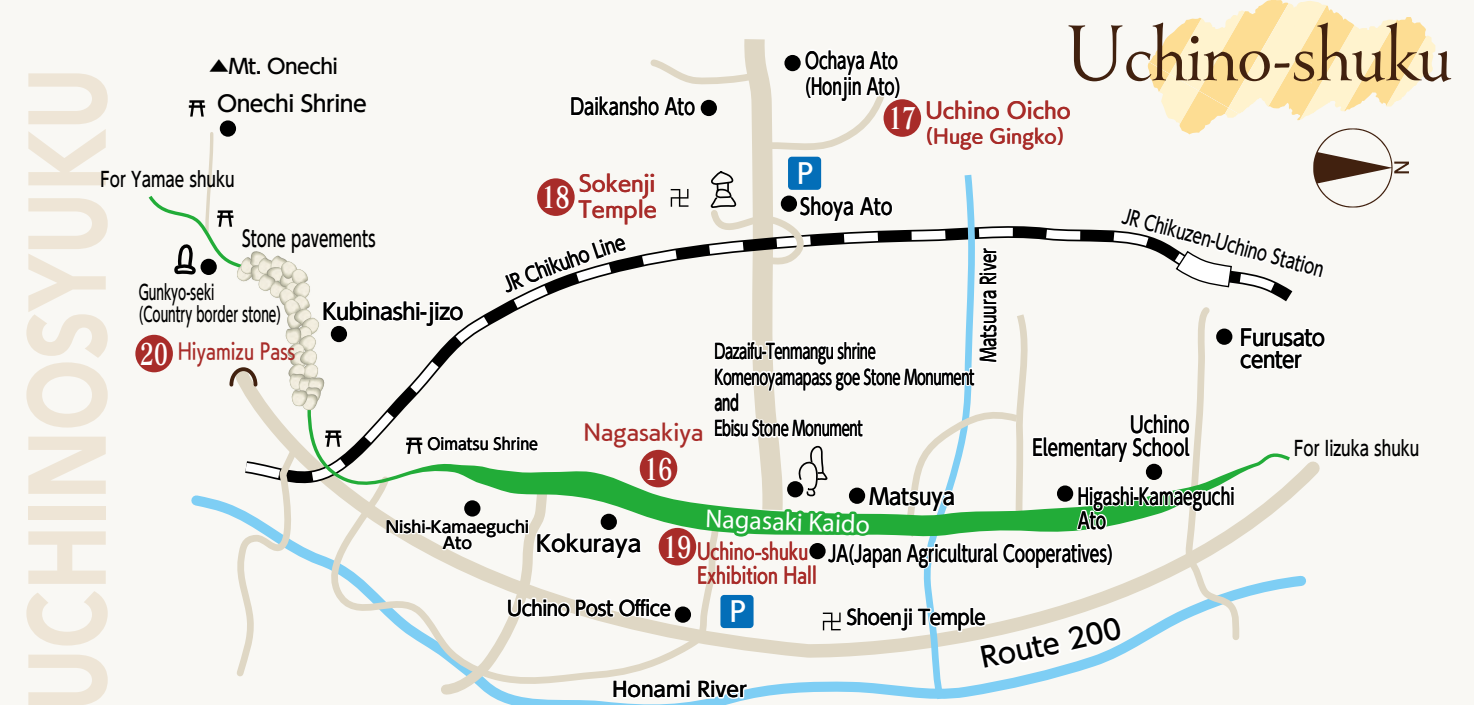 Uchino-shuku
UCHINOSYUKU
N
Mt. Onechi
Onechi Shrine
For Yamae shuku
Stone pavements
Gunkyo-seki
(Country border stone)
20 Hiyamizu Pass
Kubinashi-jizo
Daikansho Ato
Ochaya Ato
(Honjin Ato)
17 Uchino Oicho
(Huge Gingko)
18 Sokenji
Temple
卍
P
Shoya Ato
JR Chikuho Line
JR Chikuzen-Uchino Station
Matsuura River
Furusato
center
Dazaifu-Tenmangu shrine
Komenoyamapass goe Stone Monument
and
Ebisu Stone Monument
Nagasakiya
16
Oimatsu Shrine
Uchino
Elementary School
For Iizuka shuku
Matsuya
Higashi-Kamaeguchi
Ato
Nagasaki Kaido
Nishi-Kamaeguchi
Ato
Kokuraya
19 Uchino-shuku
Exhibition Hall
JA(Japan Agricultural Cooperatives)
Uchino Post Office
P
卍 Shoenji Temple
Route 200
Honami River